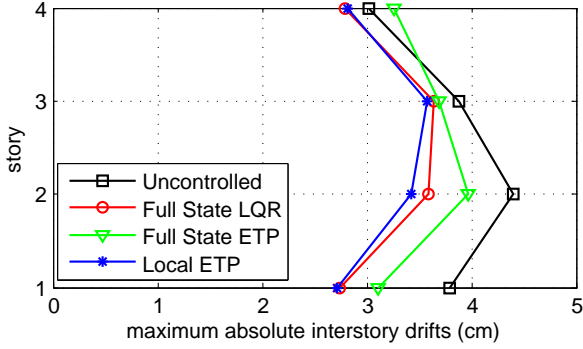 4
3
2
1
story
Uncontrolled
Full State LQR
Full State ETP
Local ETP
0 1 2 3 4 5
maximum absolute interstory drifts (cm)